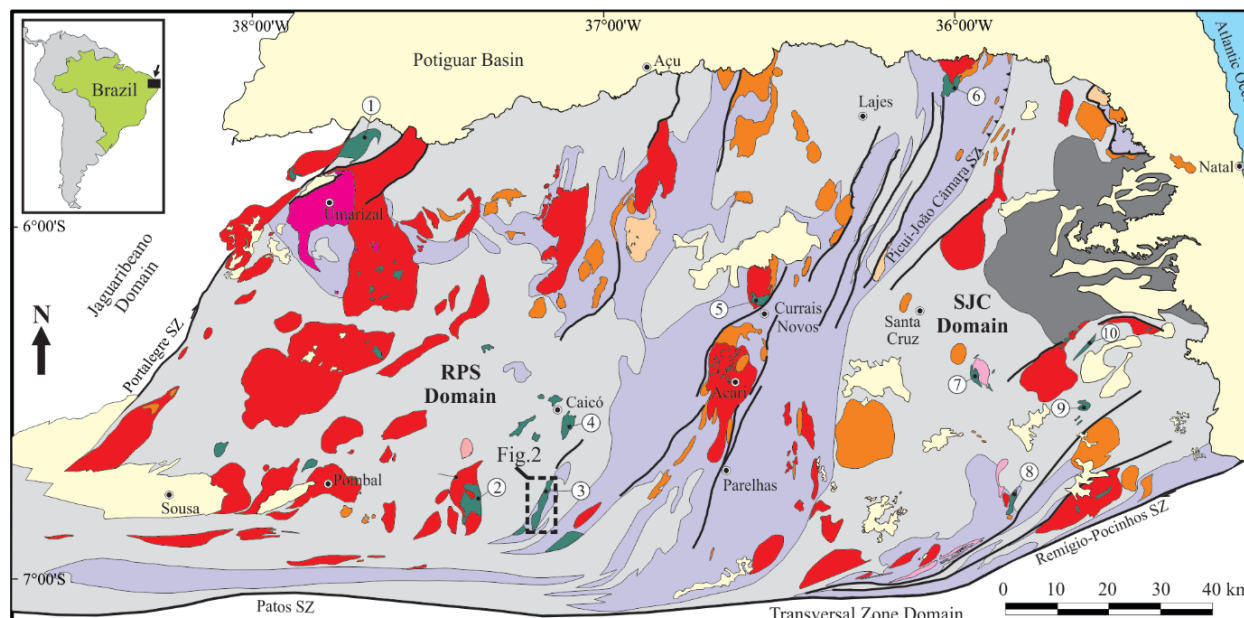 38°00'W
37°00'W
36°00'W
Brazil
Potiguar Basin
Açu
Atlantic Oce
Lajes
1
6
Natal
Umarizal
6°00'S
Picuí-João Câmara SZ
Jaguaribeano
Domain
N
5
Currais
Novos
Santa
Cruz
SJC
Domain
10
Portalegre SZ
RPS
Domain
Acari
7
Caicó
4
9
Fig.2
Pombal
2
3
Parelhas
8
Sousa
Remígio-Pocinhos SZ
7°00'S
Patos SZ
Transversal Zone Domain
0 10 20 30 40 km